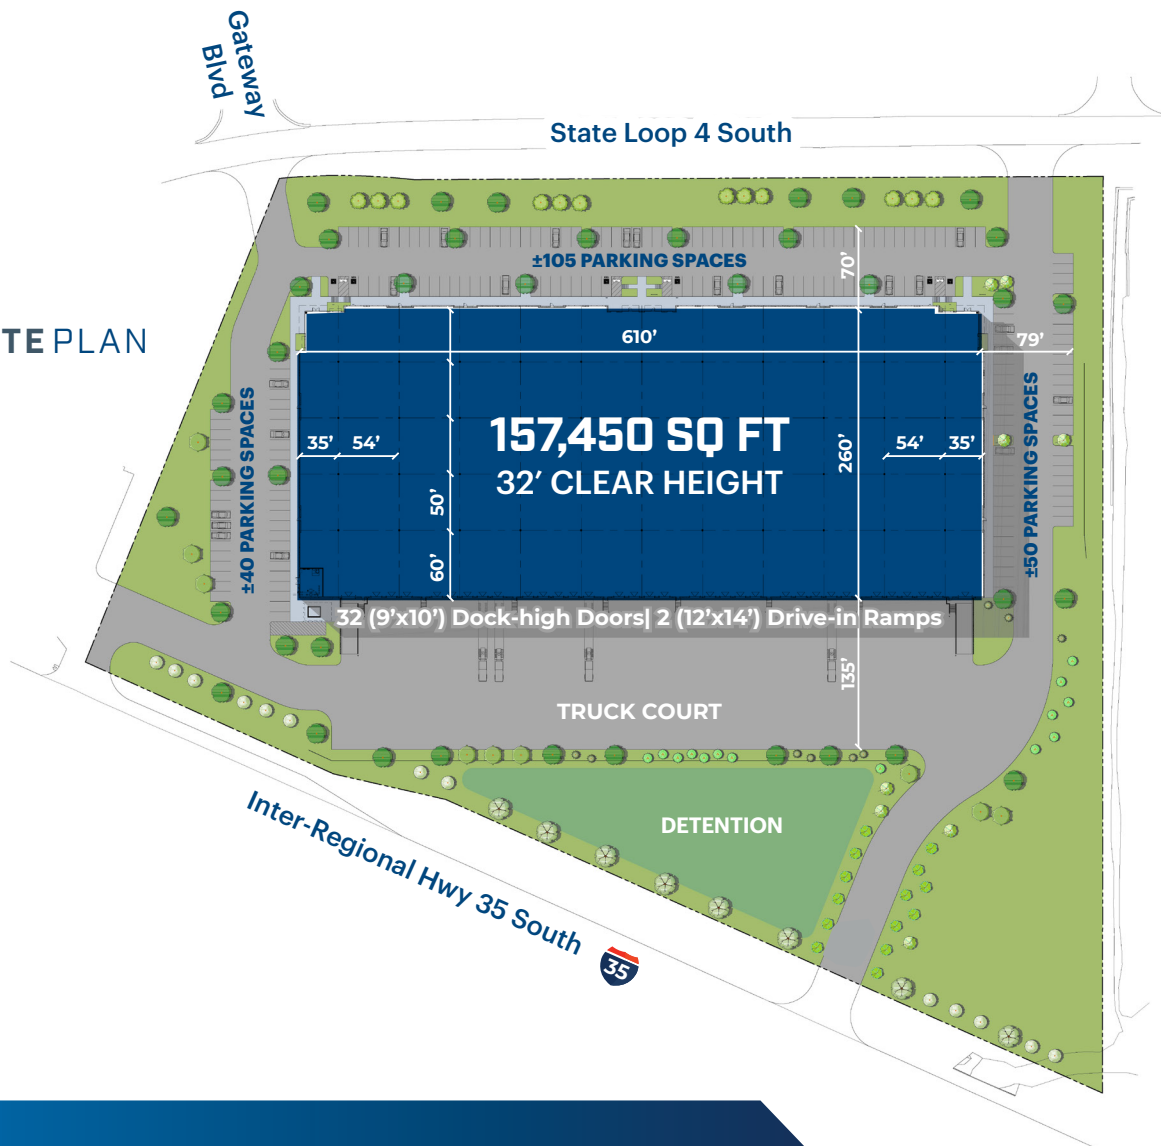 Gateway
Blvd
State Loop 4 South
±105 PARKING SPACES
70’
TEPLAN
610’
79’
±40 PARKING SPACES
35’
54’
157,450 SQ FT
32’ CLEAR HEIGHT
260’
54’
35’
50’
60’
±50 PARKING SPACES
32 (9’x10’) Dock-high Doors| 2 (12’x14’) Drive-in Ramps
135’
TRUCK COURT
DETENTION
Inter-Regional Hwy 35 South
35